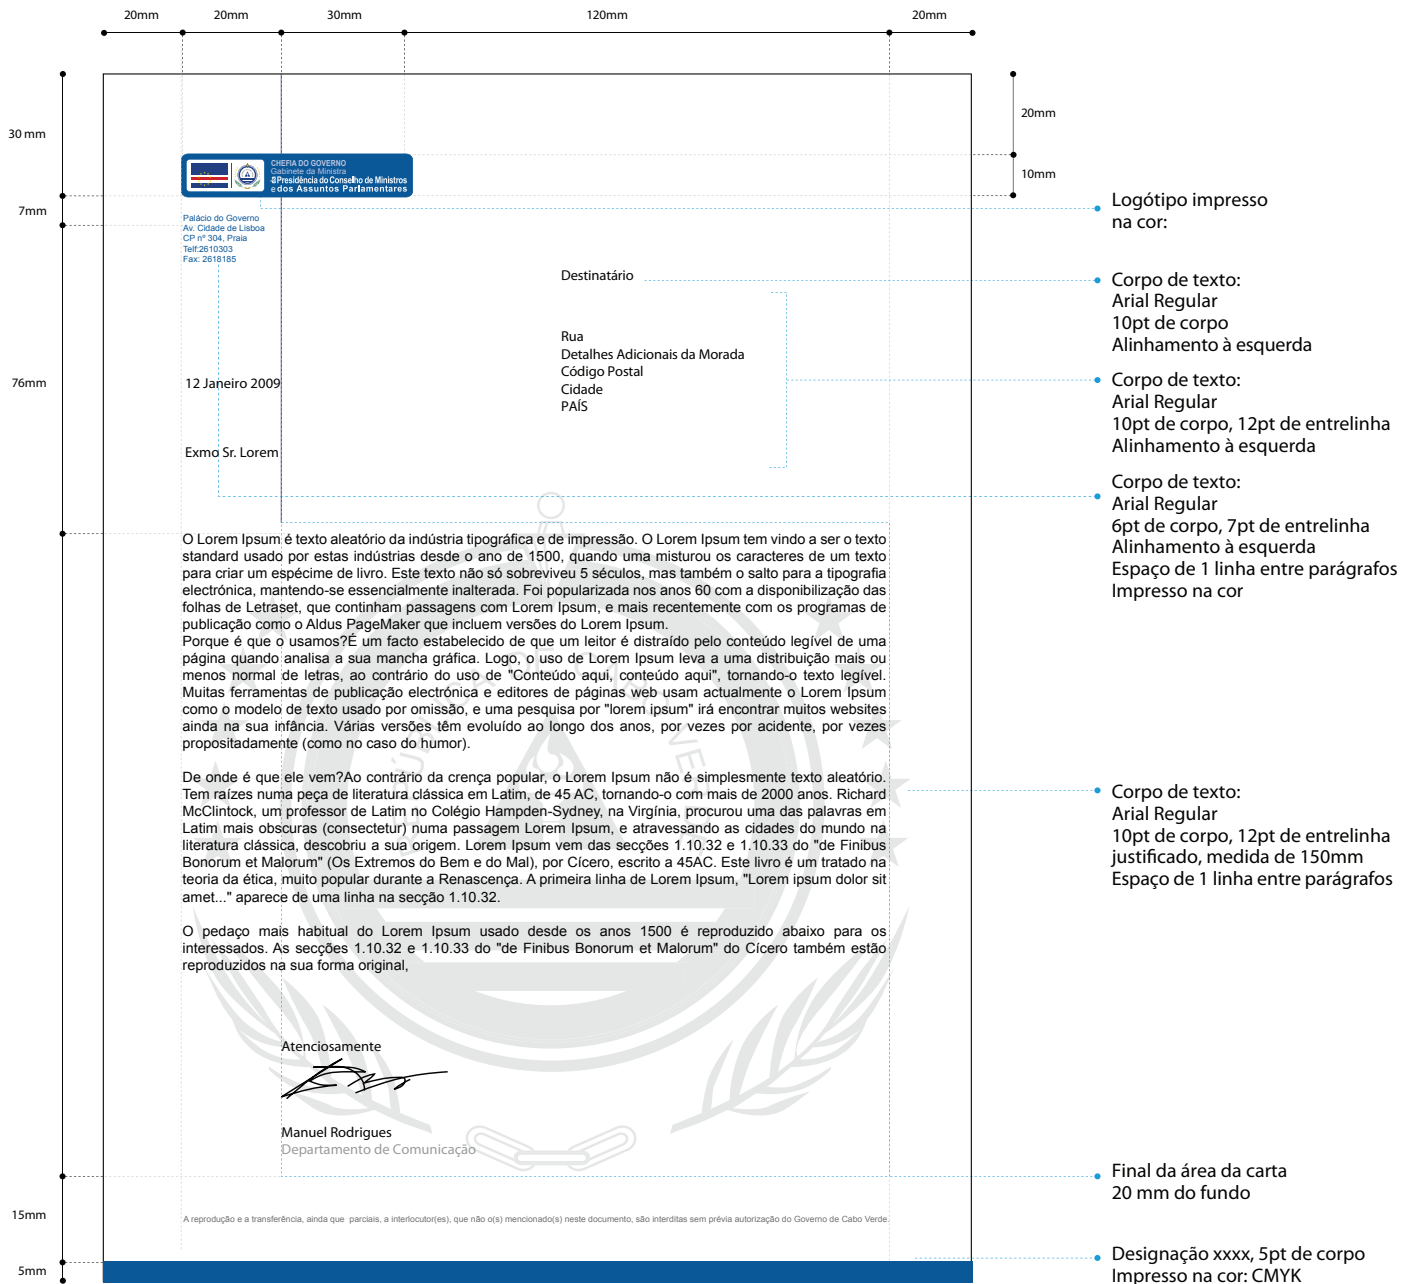 20mm 20mm 30mm 120mm 20mm
30 mm
7mm
76mm
15mm
5mm
20mm
10mm
CHEFIA DO GOVERNO
Gabinete da Ministra
Presidência do Conselho de Ministros
e dos Assuntos Parlamentares
Palácio do Governo
Av. Cidade de Lisboa
CP nº 304, Praia
Telf:2610303
Fax: 2618185
Destinatário
Rua
Detalhes Adicionais da Morada
Código Postal
Cidade
PAÍS
12 Janeiro 2009
Exmo Sr. Lorem
O Lorem Ipsum é texto aleatório da indústria tipográfica e de impressão. O Lorem Ipsum tem vindo a ser o texto
standard usado por estas indústrias desde o ano de 1500, quando uma misturou os caracteres de um texto
para criar um espécime de livro. Este texto não só sobreviveu 5 séculos, mas também o salto para a tipografia
electrónica, mantendo-se essencialmente inalterada. Foi popularizada nos anos 60 com a disponibilização das
folhas de Letraset, que continham passagens com Lorem Ipsum, e mais recentemente com os programas de
publicação como o Aldus PageMaker que incluem versões do Lorem Ipsum.
Porque é que o usamos?É um facto estabelecido de que um leitor é distraído pelo conteúdo legível de uma
página quando analisa a sua mancha gráfica. Logo, o uso de Lorem Ipsum leva a uma distribuição mais ou
menos normal de letras, ao contrário do uso de "Conteúdo aqui, conteúdo aqui", tornando-o texto legível.
Muitas ferramentas de publicação electrónica e editores de páginas web usam actualmente o Lorem Ipsum
como o modelo de texto usado por omissão, e uma pesquisa por "lorem ipsum" irá encontrar muitos websites
ainda na sua infância. Várias versões têm evoluído ao longo dos anos, por vezes por acidente, por vezes
propositadamente (como no caso do humor).
De onde é que ele vem?Ao contrário da crença popular, o Lorem Ipsum não é simplesmente texto aleatório.
Tem raízes numa peça de literatura clássica em Latim, de 45 AC, tornando-o com mais de 2000 anos. Richard
McClintock, um professor de Latim no Colégio Hampden-Sydney, na Virgínia, procurou uma das palavras em
Latim mais obscuras (consectetur) numa passagem Lorem Ipsum, e atravessando as cidades do mundo na
literatura clássica, descobriu a sua origem. Lorem Ipsum vem das secções 1.10.32 e 1.10.33 do "de Finibus
Bonorum et Malorum" (Os Extremos do Bem e do Mal), por Cícero, escrito a 45AC. Este livro é um tratado na
teoria da ética, muito popular durante a Renascença. A primeira linha de Lorem Ipsum, "Lorem ipsum dolor sit
amet..." aparece de uma linha na secção 1.10.32.
O pedaço mais habitual do Lorem Ipsum usado desde os anos 1500 é reproduzido abaixo para os
interessados. As secções 1.10.32 e 1.10.33 do "de Finibus Bonorum et Malorum" do Cícero também estão
reproduzidos na sua forma original,
REPÚBLICA DE CABO VERDE
Atenciosamente
Manuel Rodrigues
Departamento de Comunicação
A reprodução e a transferência, ainda que parciais, a interlocutor(es), que não o(s) mencionado(s) neste documento, são interditas sem prévia autorização do Governo de Cabo Verde.
Logótipo impresso
na cor:
Corpo de texto:
Arial Regular
10pt de corpo
Alinhamento à esquerda
Corpo de texto:
Arial Regular
10pt de corpo, 12pt de entrelinha
Alinhamento à esquerda
Corpo de texto:
Arial Regular
6pt de corpo, 7pt de entrelinha
Alinhamento à esquerda
Espaço de 1 linha entre parágrafos
Impresso na cor
Corpo de texto:
Arial Regular
10pt de corpo, 12pt de entrelinha
justificado, medida de 150mm
Espaço de 1 linha entre parágrafos
Final da área da carta
20 mm do fundo
Designação xxxx, 5pt de corpo
Impresso na cor: CMYK